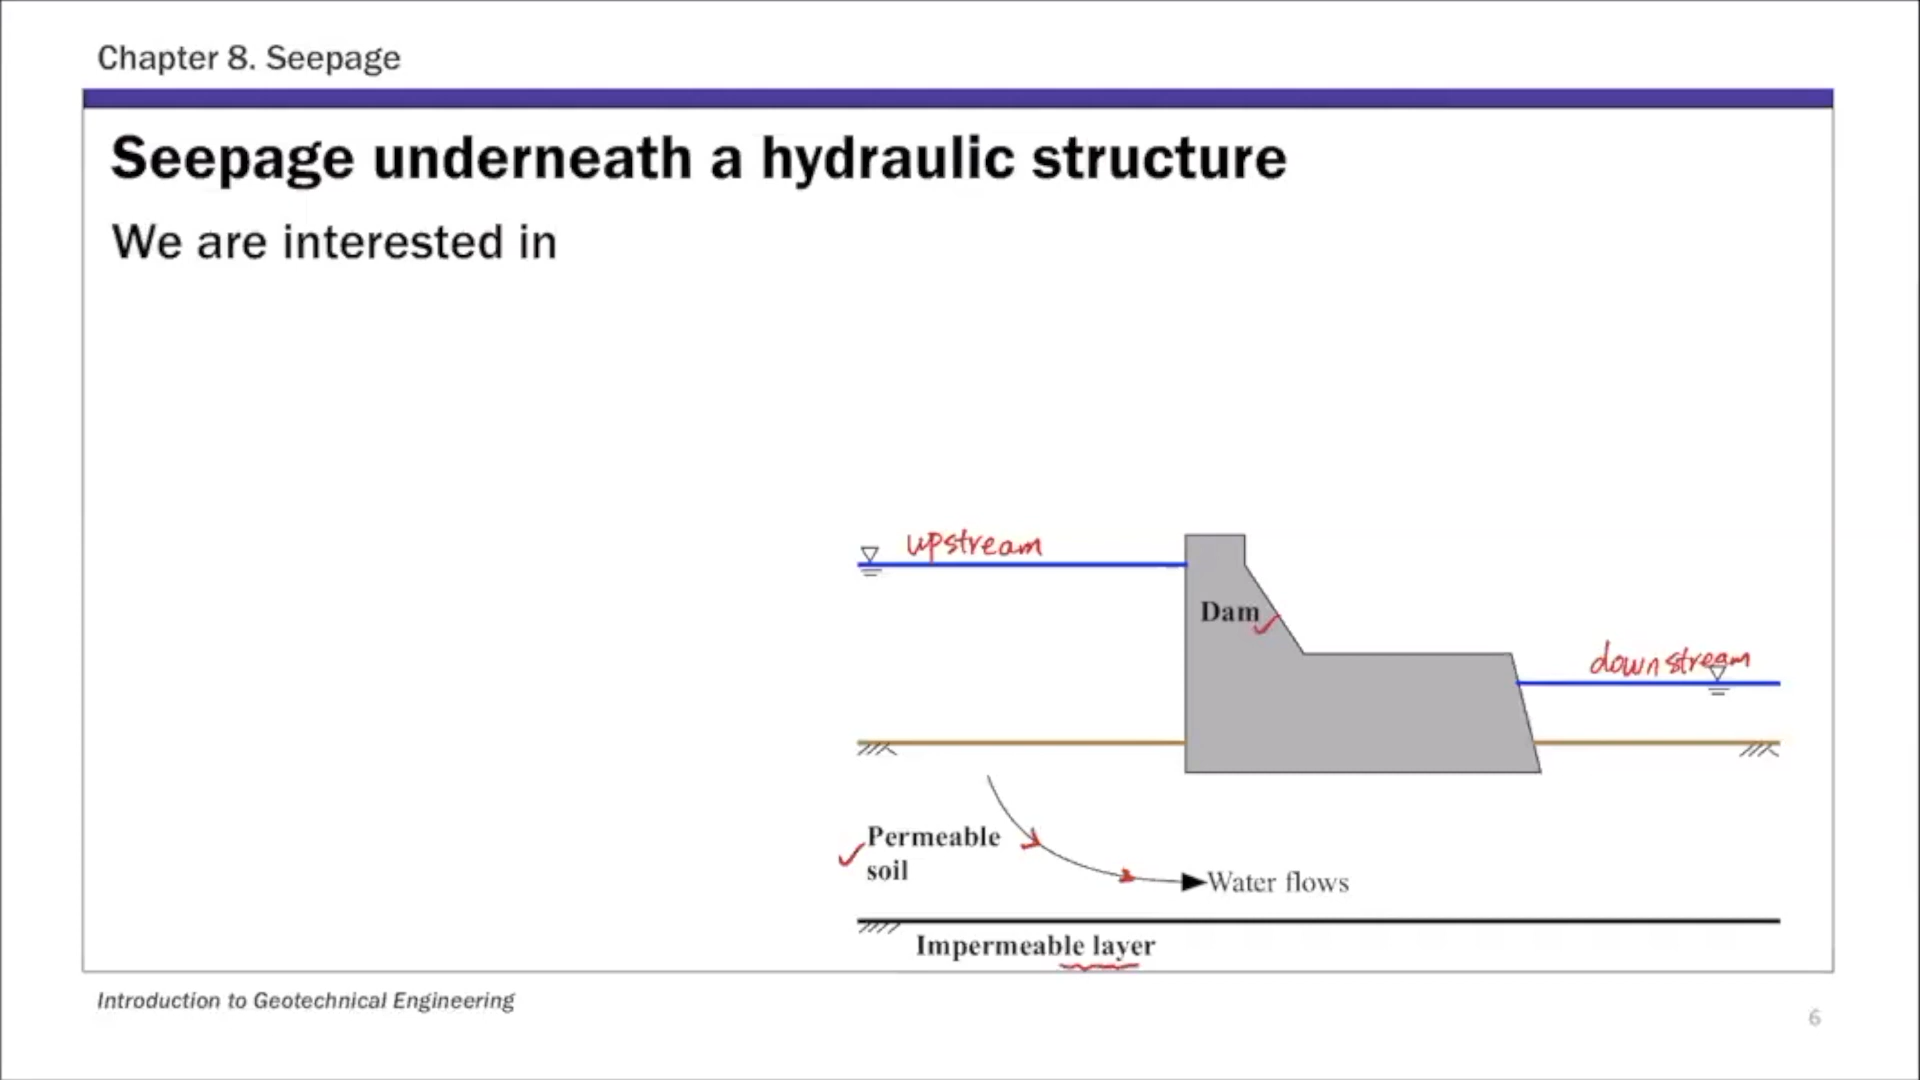 Chapter 8. Seepage
Seepage underneath a hydraulic structure
We are interested in
upstream
Dam
downstream
Permeable
soil
Water flows
Impermeable layer
Introduction to Geotechnical Engineering
6